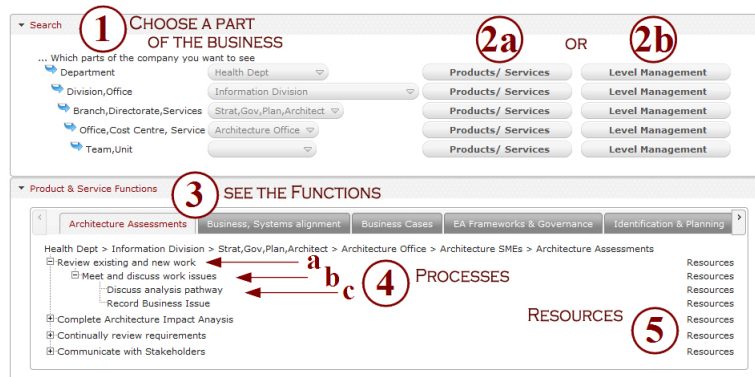 Search
1 CHOOSE A PART
OF THE BUSINESS
2a OR 2b
... Which parts of the company you want to see
Department Health Dept Products/ Services Level Management
Division,Office Information Division Products/ Services Level Management
Branch,Directorate,Services Strat,Gov,Plan,Architect Products/ Services Level Management
Office,Cost Centre, Service Architecture Office Products/ Services Level Management
Team,Unit Products/ Services Level Management
Product & Service Functions 3 SEE THE FUNCTIONS
Architecture Assessments Business, Systems alignment Business Cases EA Frameworks & Governance Identification & Planning
Health Dept > Information Division > Strat,Gov,Plan,Architect > Architecture Office > Architecture SMEs > Architecture Assessments
Review existing and new work a Resources
Meet and discuss work issues b 4 PROCESSES Resources
Discuss analysis pathway c Resources
Record Business Issue Resources
Complete Architecture Impact Anaysis RESOURCES 5 Resources
Continually review requirements Resources
Communicate with Stakeholders Resources